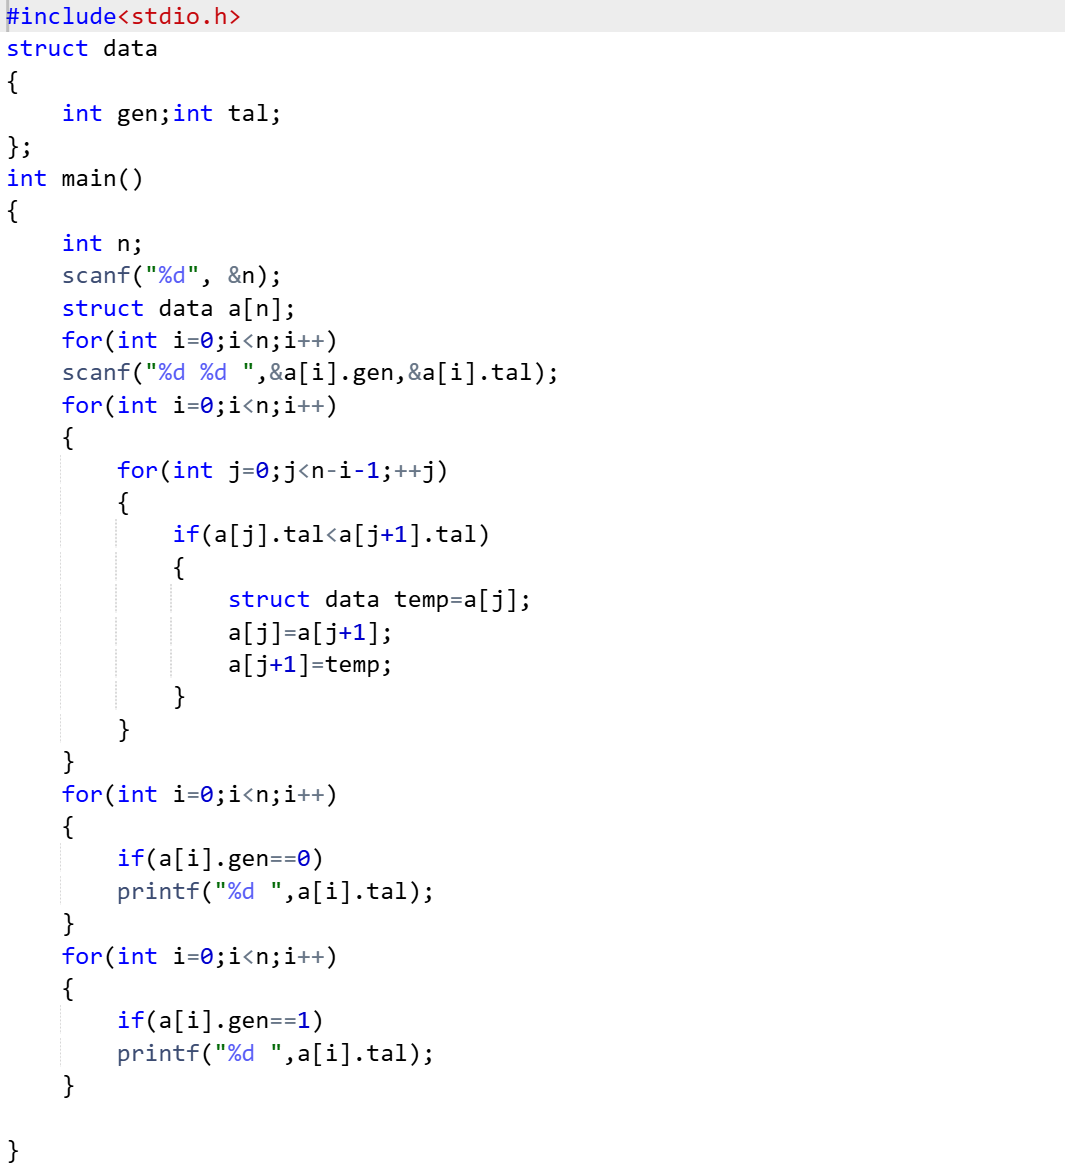 #include<stdio.h>
struct data
{
    int gen;int tal;
};
int main()
{
    int n;
    scanf("%d", &n);
    struct data a[n];
    for(int i=0;i<n;i++)
    scanf("%d %d ",&a[i].gen,&a[i].tal);
    for(int i=0;i<n;i++)
    {
        for(int j=0;j<n-i-1;++j)
        {
            if(a[j].tal<a[j+1].tal)
            {
                struct data temp=a[j];
                a[j]=a[j+1];
                a[j+1]=temp;
            }
        }
    }
    for(int i=0;i<n;i++)
    {
        if(a[i].gen==0)
        printf("%d ",a[i].tal);
    }
    for(int i=0;i<n;i++)
    {
        if(a[i].gen==1)
        printf("%d ",a[i].tal);
    }

}